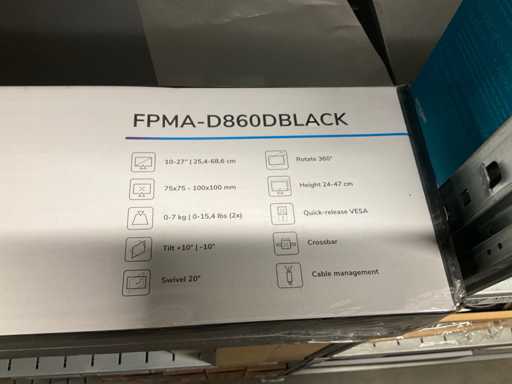 FPMA-D860DBLACK
10-27" | 25,4-68,6 cm
75x75 - 100x100 mm
0-7 kg | 0-15,4 lbs (2x)
Tilt +10° | -10°
Swivel 20°
Rotate 360°
Height 24-47 cm
Quick-release VESA
Crossbar
Cable management